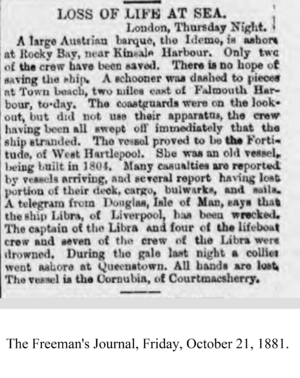 LOSS OF LIFE AT SEA.
London, Thursday Night.
A large Austrian barque, the Idemo, is ashore
at Rocky Bay, near Kinsale Harbour. Only two
of the crew have been saved. There is no hope of
saving the ship. A schooner was dashed to pieces
at Town beach, two miles east of Falmouth Har-
bour, to-day. The coastguards were on the look-
out, but did not use their apparatus, the crew
having been all swept off immediately that the
ship stranded. The vessel proved to be the Forti-
tude, of West Hartlepool. She was an old vessel,
being built in 1804. Many casualties are reported
by vessels arriving, and several report having lost
portion of their deck, cargo, bulwarks, and sails.
A telegram from Douglas, Isle of Man, says that
the ship Libra, of Liverpool, has been wrecked.
The captain of the Libra and four of the lifeboat
crew and seven of the crew of the Libra were
drowned. During the gale last night a collier
went ashore at Queenstown. All hands are lost.
The vessel is the Cornubia, of Courtmacsherry.
The Freeman's Journal, Friday, October 21, 1881.